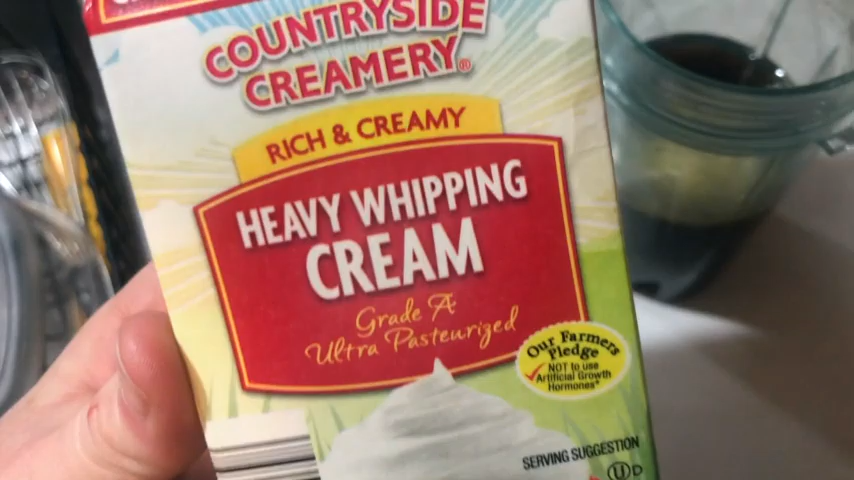 COUNTRYSIDE
CREAMERY®
RICH & CREAMY
HEAVY WHIPPING
CREAM
Grade A
Ultra Pasteurized
Our Farmers
Pledge
NOT to use
Artificial Growth
Hormones*
SERVING SUGGESTION
U D